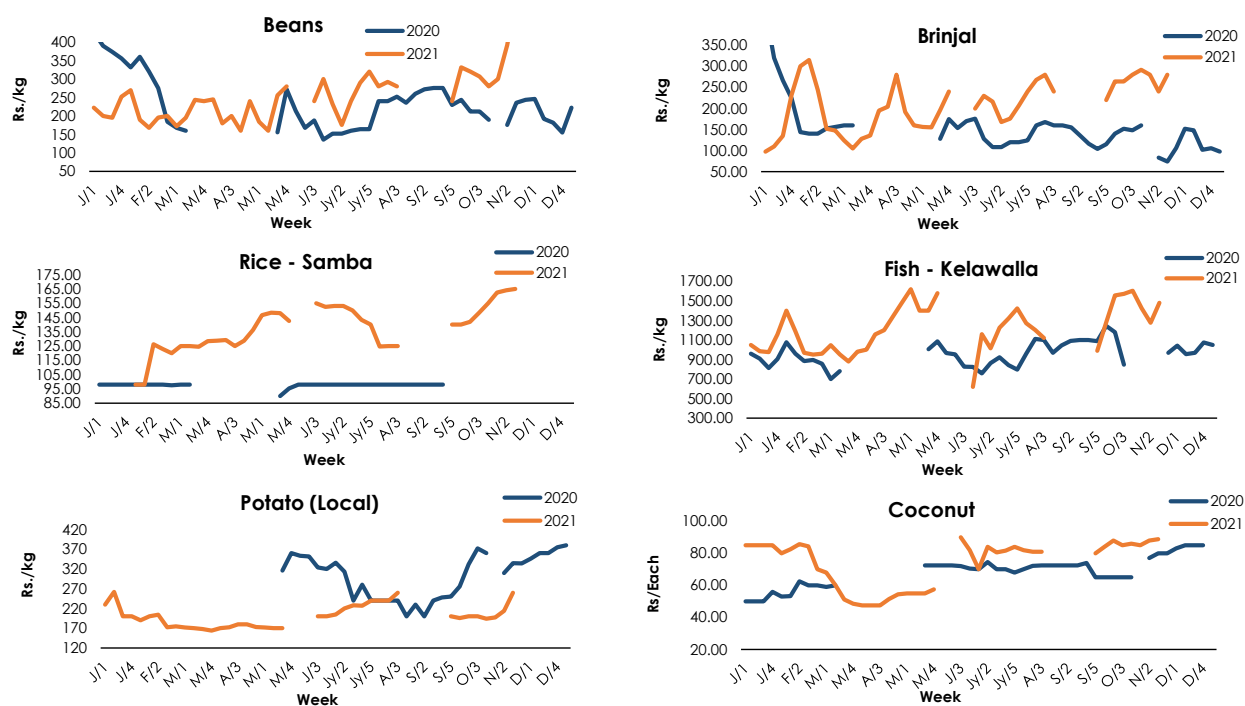 Beans
2020
2021
Rs./kg
400
350
300
250
200
150
100
50
J/1 J/4 F/2 M/1 M/4 A/3 M/1 M/4 J/3 Jy/2 Jy/5 A/3 S/2 S/5 O/3 N/2 D/1 D/4
Week
Brinjal
2020
2021
Rs./kg
350.00
300.00
250.00
200.00
150.00
100.00
50.00
J/1 J/4 F/2 M/1 M/4 A/3 M/1 M/4 J/3 Jy/2 Jy/5 A/3 S/2 S/5 O/3 N/2 D/1 D/4
Week
Rice - Samba
2020
2021
Rs./kg
175.00
165.00
155.00
145.00
135.00
125.00
115.00
105.00
95.00
85.00
J/1 J/4 F/2 M/1 M/4 A/3 M/1 M/4 J/3 Jy/2 Jy/5 A/3 S/2 S/5 O/3 N/2 D/1 D/4
Week
Fish - Kelawalla
2020
2021
Rs./kg
1700.00
1500.00
1300.00
1100.00
900.00
700.00
500.00
300.00
J/1 J/4 F/2 M/1 M/4 A/3 M/1 M/4 J/3 Jy/2 Jy/5 A/3 S/2 S/5 O/3 N/2 D/1 D/4
Week
Potato (Local)
2020
2021
Rs./kg
420
370
320
270
220
170
120
J/1 J/4 F/2 M/1 M/4 A/3 M/1 M/4 J/3 Jy/2 Jy/5 A/3 S/2 S/5 O/3 N/2 D/1 D/4
Week
Coconut
2020
2021
Rs/Each
100.00
80.00
60.00
40.00
20.00
J/1 J/4 F/2 M/1 M/4 A/3 M/1 M/4 J/3 Jy/2 Jy/5 A/3 S/2 S/5 O/3 N/2 D/1 D/4
Week